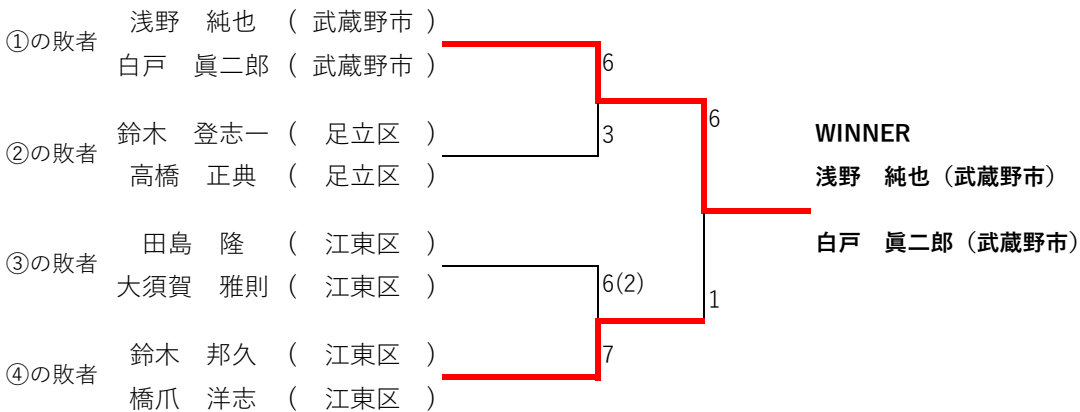 浅野　純也　（ 武蔵野市 ）
①の敗者
白戸　眞二郎（ 武蔵野市 ）
6
鈴木　登志一（　足立区　）
②の敗者
高橋　正典　（　足立区　）
3
6
WINNER
浅野　純也（武蔵野市）
白戸　眞二郎（武蔵野市）
田島　隆　（　江東区　）
③の敗者
大須賀　雅則（　江東区　）
6(2)
1
鈴木　邦久　（　江東区　）
④の敗者
橋爪　洋志　（　江東区　）
7